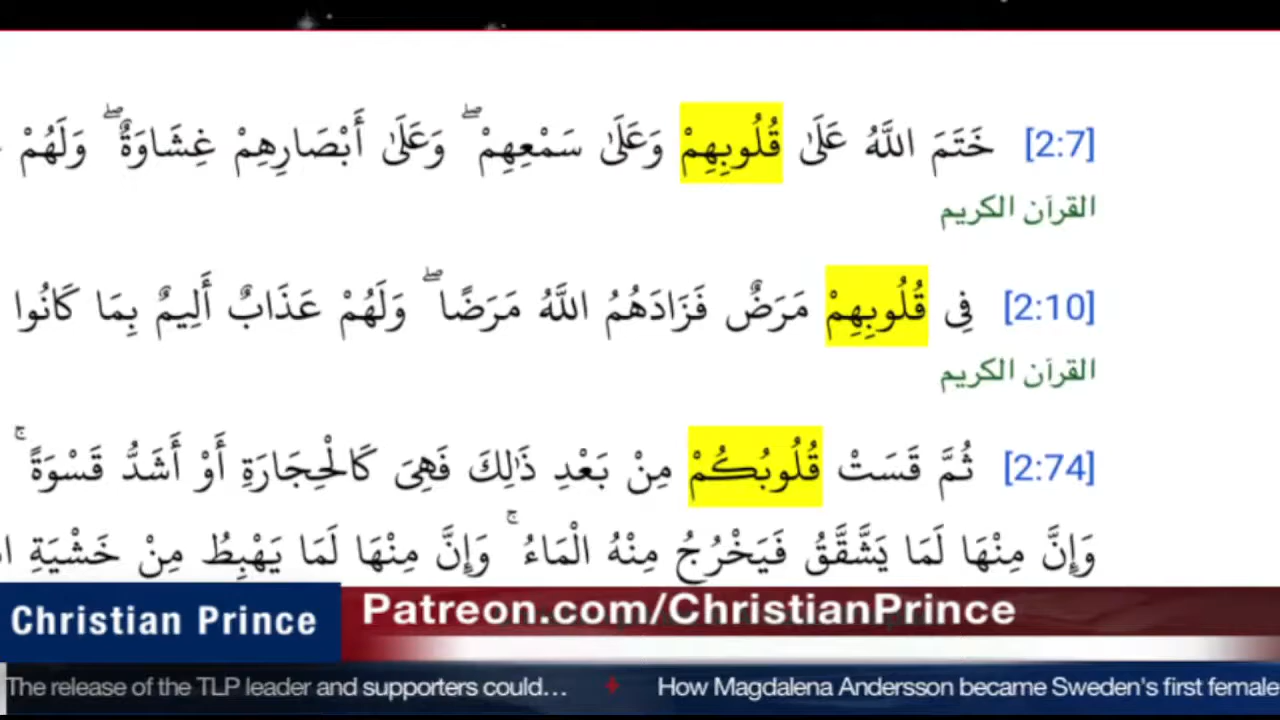 [2:7] خَتَمَ اللَّهُ عَلَىٰ قُلُوبِهِمْ وَعَلَىٰ سَمْعِهِمْ ۖ وَعَلَىٰ أَبْصَارِهِمْ غِشَاوَةٌ ۖ وَلَهُمْ
القرآن الكريم
[2:10] فِى قُلُوبِهِمْ مَرَضٌ فَزَادَهُمُ اللَّهُ مَرَضًا ۖ وَلَهُمْ عَذَابٌ أَلِيمٌ بِمَا كَانُوا
القرآن الكريم
[2:74] ثُمَّ قَسَتْ قُلُوبُكُمْ مِنْ بَعْدِ ذَٰلِكَ فَهِىَ كَالْحِجَارَةِ أَوْ أَشَدُّ قَسْوَةً ۚ
وَإِنَّ مِنْهَا لَمَا يَشَّقَّقُ فَيَخْرُجُ مِنْهُ الْمَاءُ ۚ وَإِنَّ مِنْهَا لَمَا يَهْبِطُ مِنْ خَشْيَةِ
Christian Prince
Patreon.com/ChristianPrince
The release of the TLP leader and supporters could... How Magdalena Andersson became Sweden's first female